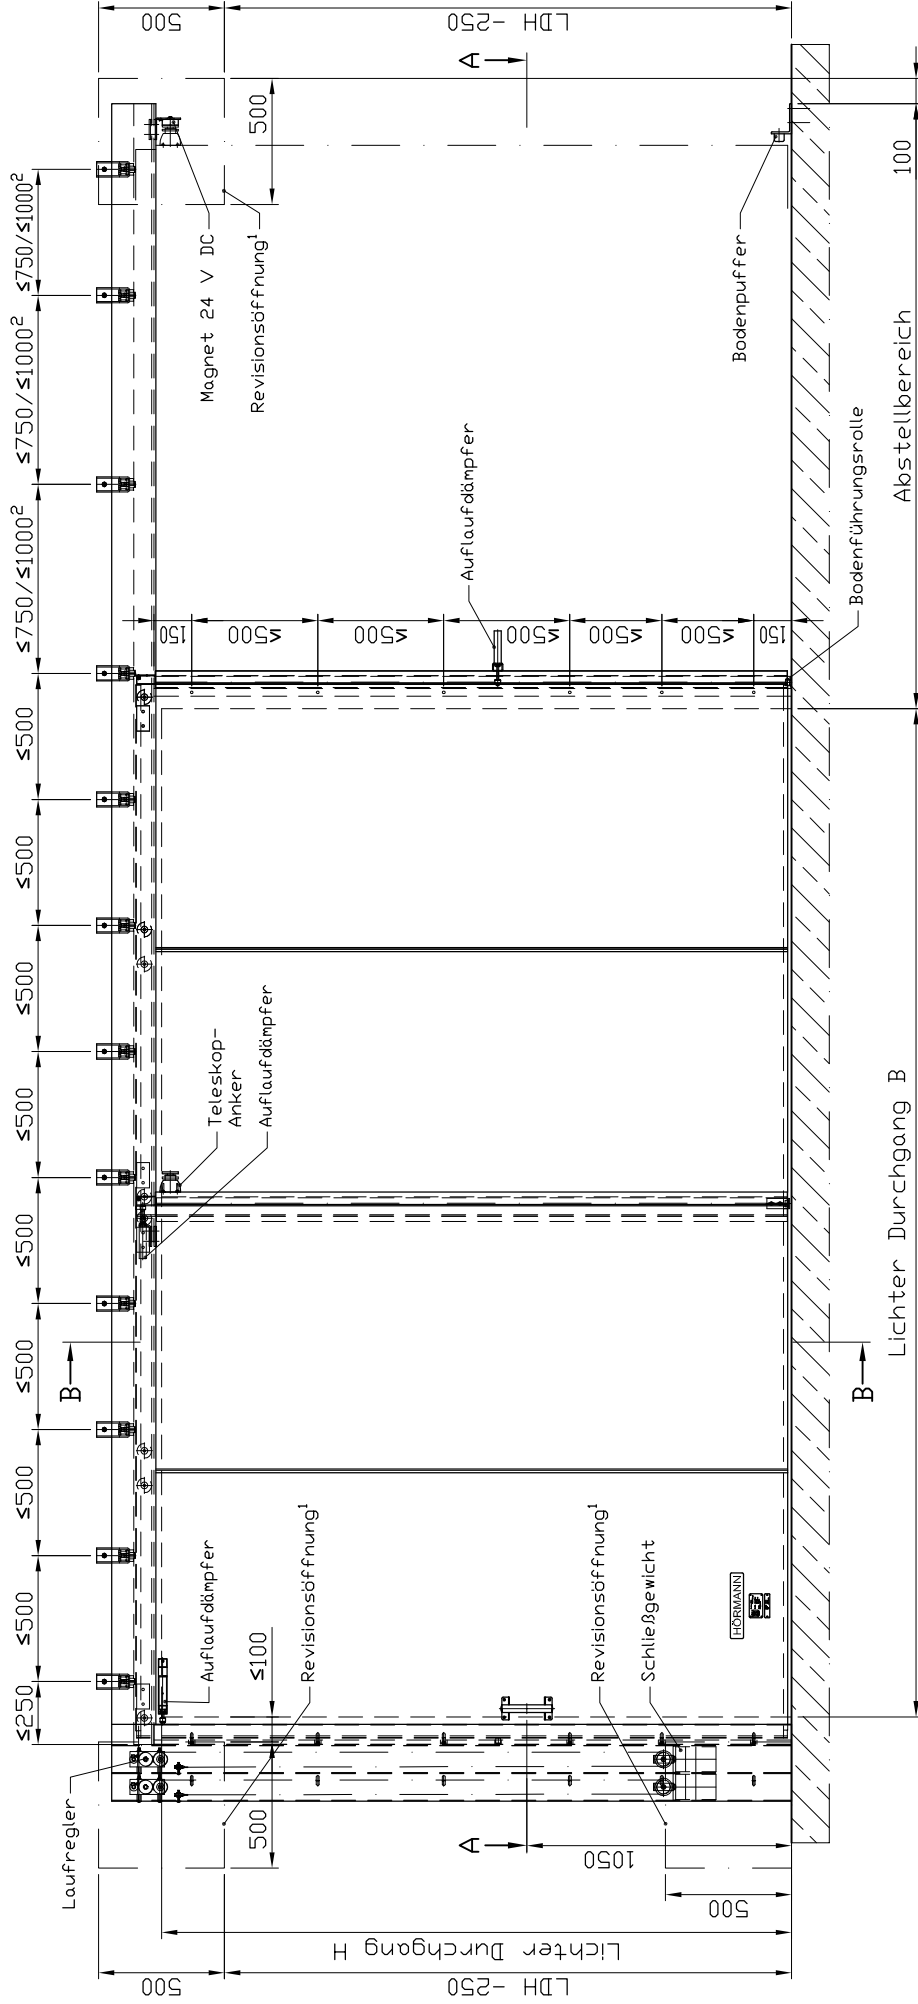 ≤250
≤500
≤500
≤500
≤500
≤500
≤500
≤500
≤500
≤750/≤1000²
≤750/≤1000²
≤750/≤1000²
Laufregler
500
LDH -250
Lichter Durchgang H
500
1050
A
500
≤100
Auflaufdämpfer
Revisionsöffnung¹
Revisionsöffnung¹
Schließgewicht
HÖRMANN
B
B
Teleskop-
Anker
Auflaufdämpfer
150
≤500
≤500
≤500
≤500
≤500
150
Auflaufdämpfer
Bodenführungsrolle
Magnet 24 V DC
Revisionsöffnung¹
500
Bodenpuffer
A
500
LDH -250
Lichter Durchgang B
Abstellbereich
100